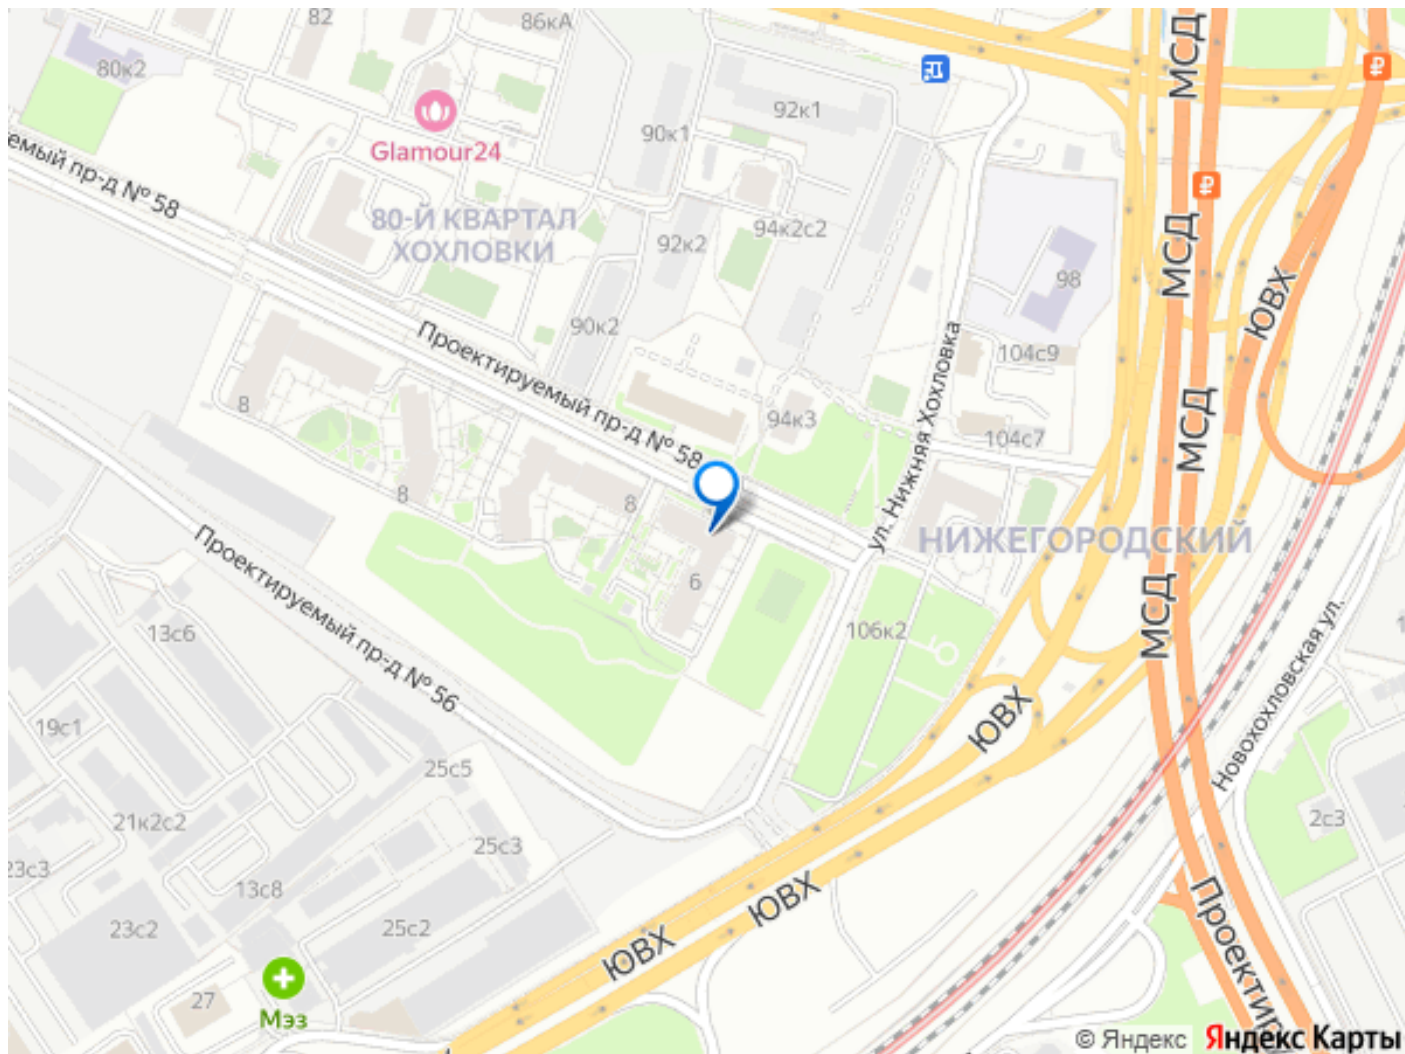 82
86кА
80к2
МСД
92к1
90к1
Glamour24
емый пр-д № 58
80-Й КВАРТАЛ
ХОХЛОВКИ
92к2
94к2с2
МСД
98
ЮВХ
90к2
Проектируемый пр-д № 58
ул. Нижняя Хохловка
104с9
8
94к3
МСД
104с7
8
8
НИЖЕГОРОДСКИЙ
Проектируемый пр-д № 56
6
МСД
13с6
106к2
Новохохловская ул.
19с1
ЮВХ
25с5
21к2с2
2с3
25с3
23с3
13с8
ЮВХ
Проектир
23с2
25с2
ЮВХ
27
Мэз
© Яндекс Яндекс Карты